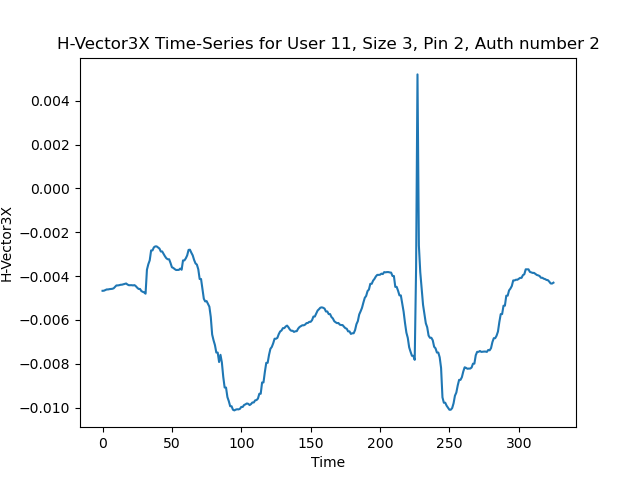 H-Vector3X Time-Series for User 11, Size 3, Pin 2, Auth number 2
0.004
0.002
0.000
−0.002
−0.004
−0.006
−0.008
−0.010
H-Vector3X
0 50 100 150 200 250 300
Time